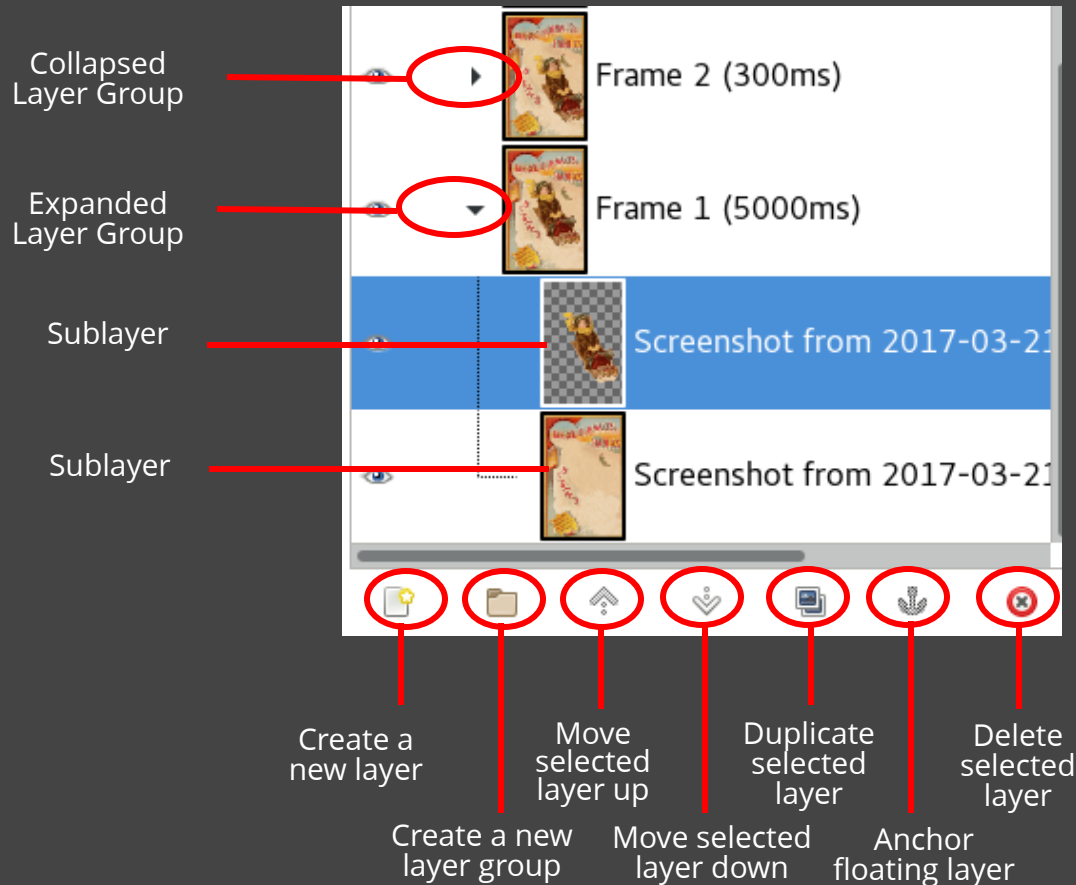 Collapsed
Layer Group
Frame 2 (300ms)
Expanded
Layer Group
Frame 1 (5000ms)
Sublayer
Screenshot from 2017-03-21
Sublayer
Screenshot from 2017-03-21
Create a
new layer
Move
selected
layer up
Duplicate
selected
layer
Delete
selected
layer
Create a new
layer group
Move selected
layer down
Anchor
floating layer